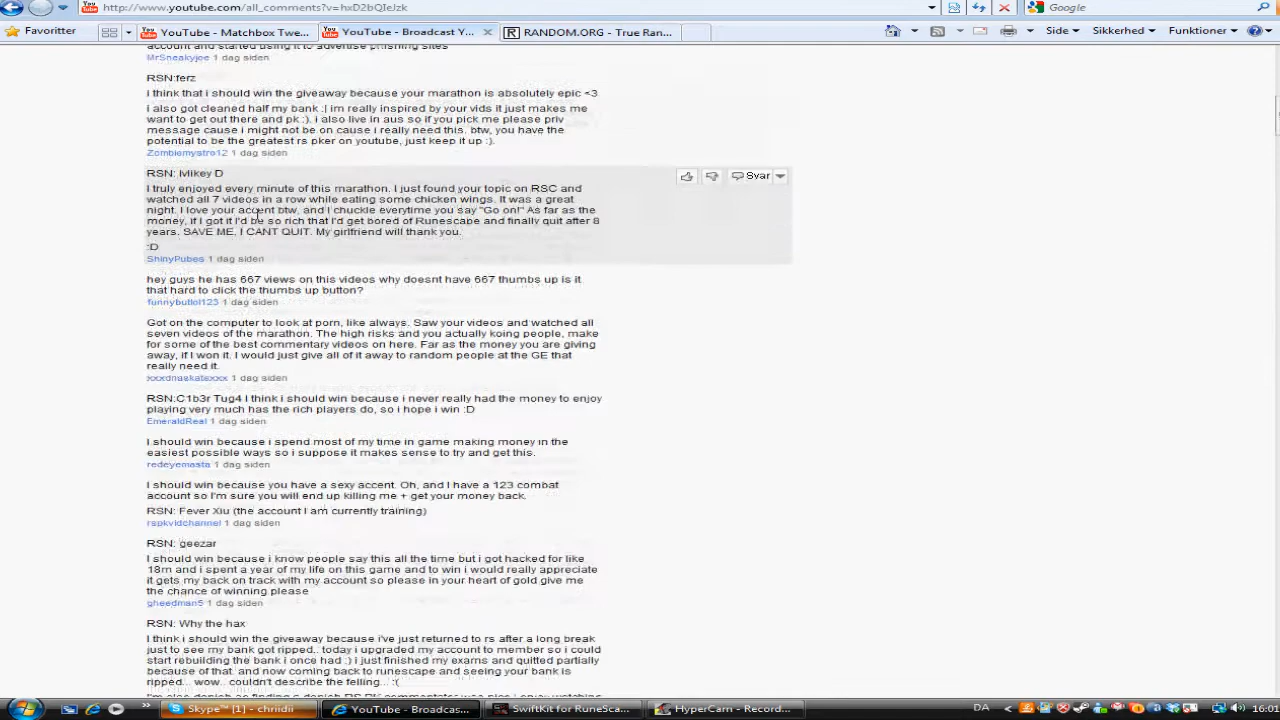 http://www.youtube.com/all_comments?v=hxD2bQIeJzk
Google
Favoritter
YouTube - Matchbox Twe...
YouTube - Broadcast Y...
RANDOM.ORG - True Ran...
Side
Sikkerhed
Funktioner
account and started using it to advertise phishing sites
MrSneakyjoe 1 dag siden
RSN:ferz
i think that i should win the giveaway because your marathon is absolutely epic <3
i also got cleaned half my bank :l im really inspired by your vids it just makes me
want to get out there and pk :). i also live in aus so if you pick me please priv
message cause i might not be on cause i really need this. btw, you have the
potential to be the greatest rs pker on youtube, just keep it up :).
Zombiemystro12 1 dag siden
RSN: Mikey D
I truly enjoyed every minute of this marathon. I just found your topic on RSC and
watched all 7 videos in a row while eating some chicken wings. It was a great
night. I love your accent btw, and I chuckle everytime you say "Go on!" As far as the
money, if I got it I'd be so rich that I'd get bored of Runescape and finally quit after 8
years. SAVE ME. I CANT QUIT. My girlfriend will thank you.
:D
ShinyPubes 1 dag siden
Svar
hey guys he has 667 views on this videos why doesnt have 667 thumbs up is it
that hard to click the thumbs up button?
funnybutlol123 1 dag siden
Got on the computer to look at porn, like always. Saw your videos and watched all
seven videos of the marathon. The high risks and you actually koing people, make
for some of the best commentary videos on here. Far as the money you are giving
away, if I won it. I would just give all of it away to random people at the GE that
really need it.
xxxdnaskatexxx 1 dag siden
RSN:C1b3r Tug4 I think i should win because i never really had the money to enjoy
playing very much has the rich players do, so i hope i win :D
EmeraldReal 1 dag siden
I should win because i spend most of my time in game making money in the
easiest possible ways so i suppose it makes sense to try and get this.
redeyemasta 1 dag siden
I should win because you have a sexy accent. Oh, and I have a 123 combat
account so I'm sure you will end up killing me + get your money back.
RSN: Fever Xiu (the account I am currently training)
rspkvidchannel 1 dag siden
RSN: geezar
I should win because i know people say this all the time but i got hacked for like
18m and i spent a year of my life on this game and to win i would really appreciate
it gets my back on track with my account so please in your heart of gold give me
the chance of winning please
gheedman5 1 dag siden
RSN: Why the hax
I think i should win the giveaway because i've just returned to rs after a long break
just to see my bank got ripped.. today i upgraded my account to member so i could
start rebuilding the bank i once had :) i just finished my exams and quitted partially
because of that. and now coming back to runescape and seeing your bank is
ripped... wow.. couldn't describe the felling... :'(
Skype™ [1] - chriidii
YouTube - Broadcas...
SwiftKit for RuneSca...
HyperCam - Record...
DA
16:01